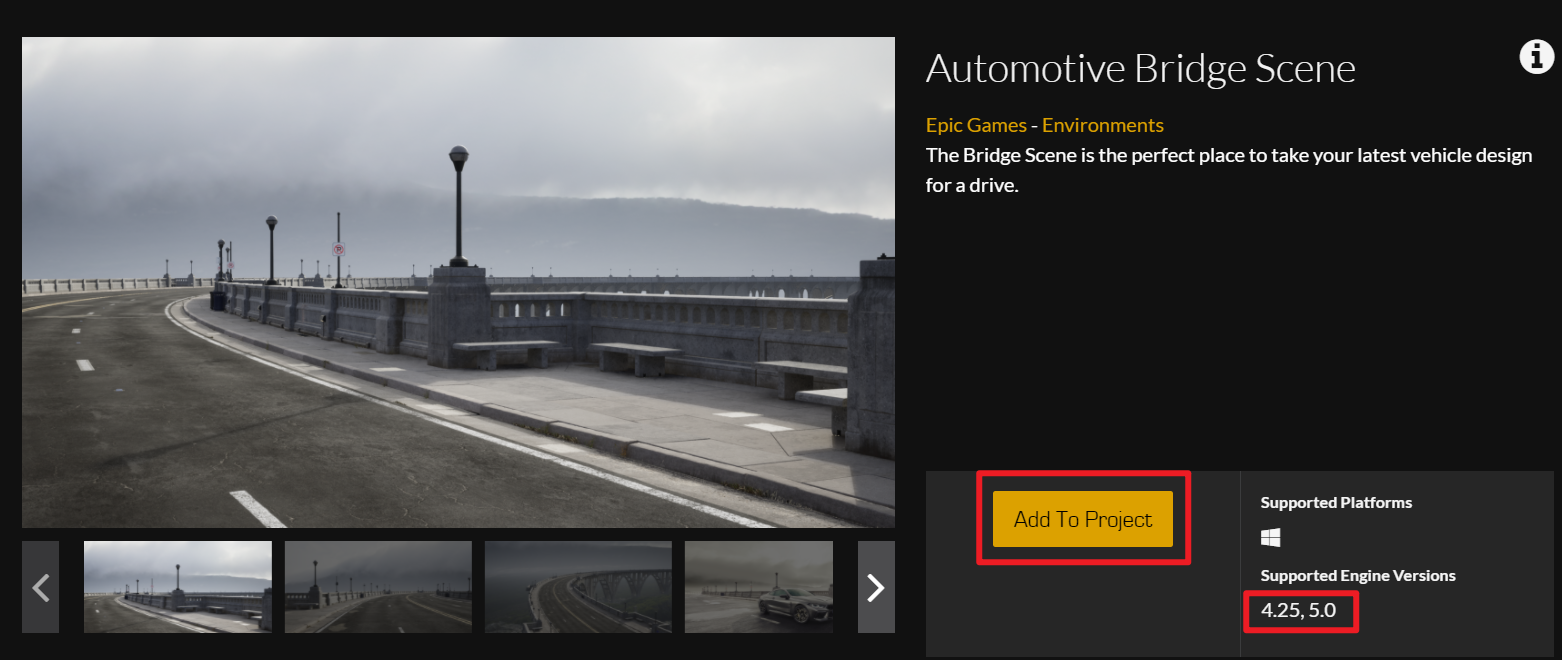 Automotive Bridge Scene
Epic Games - Environments
The Bridge Scene is the perfect place to take your latest vehicle design
for a drive.
Add To Project
Supported Platforms
Supported Engine Versions
4.25, 5.0